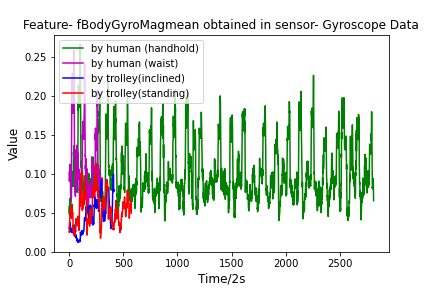 Feature- fBodyGyroMagmean obtained in sensor- Gyroscope Data
by human (handhold)
by human (waist)
by trolley(inclined)
by trolley(standing)
0.25
0.20
0.15
0.10
0.05
0.00
Value
0 500 1000 1500 2000 2500
Time/2s